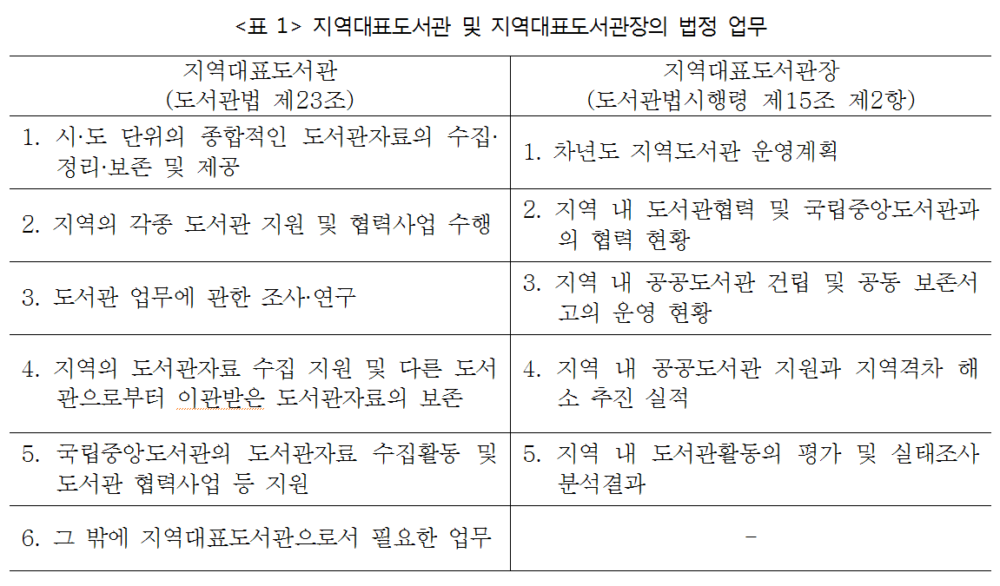 <표 1> 지역대표도서관 및 지역대표도서관장의 법정 업무
지역대표도서관
(도서관법 제23조)
지역대표도서관장
(도서관법시행령 제15조 제2항)
1. 시·도 단위의 종합적인 도서관자료의 수집·
정리·보존 및 제공
1. 차년도 지역도서관 운영계획
2. 지역의 각종 도서관 지원 및 협력사업 수행
2. 지역 내 도서관협력 및 국립중앙도서관과
의 협력 현황
3. 도서관 업무에 관한 조사·연구
3. 지역 내 공공도서관 건립 및 공동 보존서
고의 운영 현황
4. 지역의 도서관자료 수집 지원 및 다른 도서
관으로부터 이관받은 도서관자료의 보존
4. 지역 내 공공도서관 지원과 지역격차 해
소 추진 실적
5. 국립중앙도서관의 도서관자료 수집활동 및
도서관 협력사업 등 지원
5. 지역 내 도서관활동의 평가 및 실태조사
분석결과
6. 그 밖에 지역대표도서관으로서 필요한 업무
-